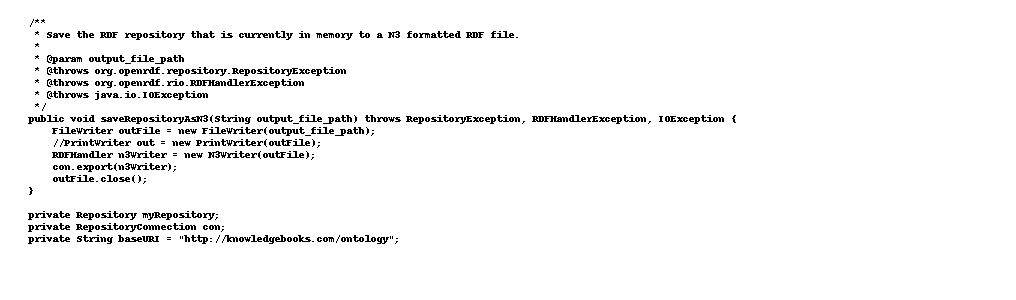 /**
 * Save the RDF repository that is currently in memory to a N3 formatted RDF file.
 *
 * @param output_file_path
 * @throws org.openrdf.repository.RepositoryException
 * @throws org.openrdf.rio.RDFHandlerException
 * @throws java.io.IOException
 */
public void saveRepositoryAsN3(String output_file_path) throws RepositoryException, RDFHandlerException, IOException {
    FileWriter outFile = new FileWriter(output_file_path);
    //PrintWriter out = new PrintWriter(outFile);
    RDFHandler n3Writer = new N3Writer(outFile);
    con.export(n3Writer);
    outFile.close();
}

private Repository myRepository;
private RepositoryConnection con;
private String baseURI = "http://knowledgebooks.com/ontology";